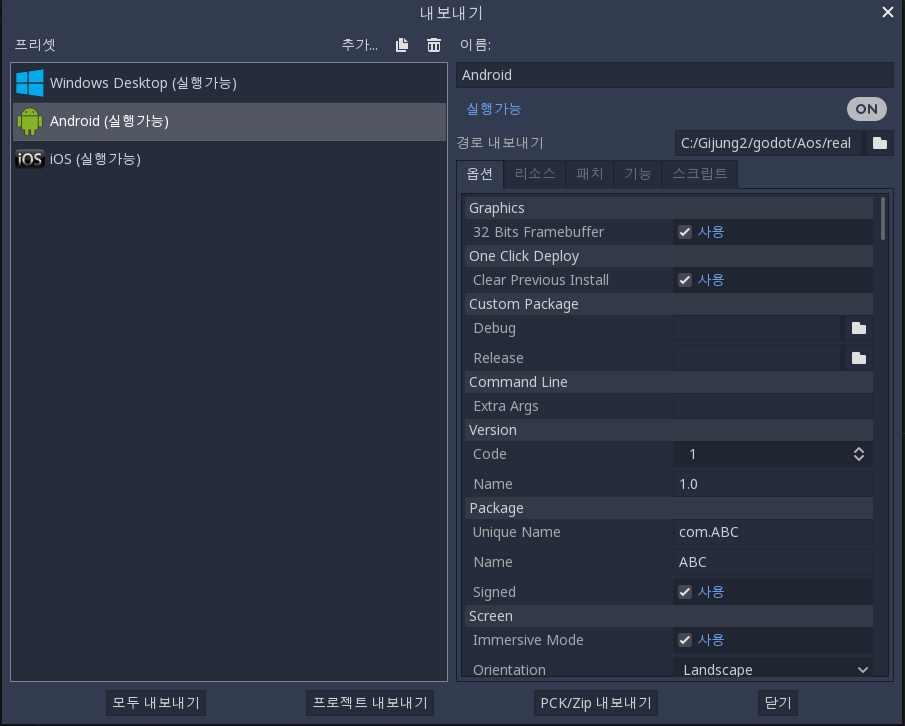 내보내기
프리셋
추가...
이름:
Windows Desktop (실행가능)
Android (실행가능)
iOS iOS (실행가능)
Android
실행가능
ON
경로 내보내기
C:/Gijung2/godot/Aos/real
옵션 리소스 패치 기능 스크립트
Graphics
32 Bits Framebuffer 사용
One Click Deploy
Clear Previous Install 사용
Custom Package
Debug
Release
Command Line
Extra Args
Version
Code 1
Name 1.0
Package
Unique Name com.ABC
Name ABC
Signed 사용
Screen
Immersive Mode 사용
Orientation Landscape
모두 내보내기 프로젝트 내보내기 PCK/Zip 내보내기 닫기